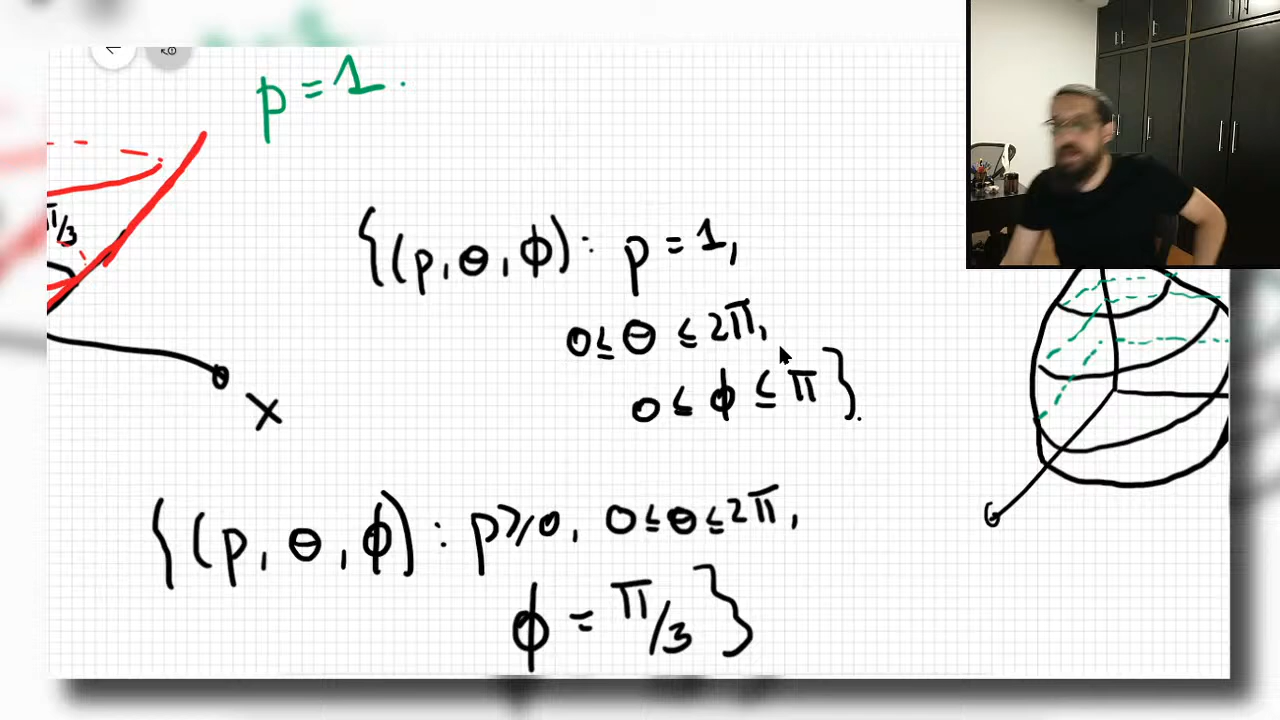 p = 1.
π/3
{(p, θ, ϕ): p = 1,
0 ≤ θ ≤ 2π,
0 ≤ ϕ ≤ π}.
x
{(p, θ, ϕ): p ⩾ 0, 0 ≤ θ ≤ 2π,
ϕ = π/3}